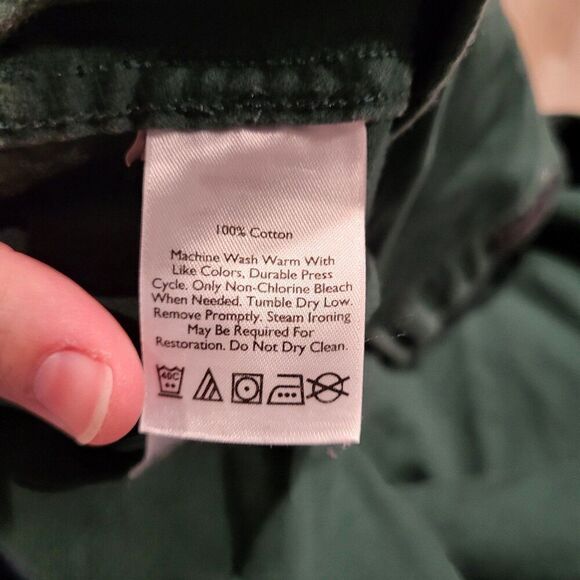 100% Cotton
Machine Wash Warm With
Like Colors, Durable Press
Cycle. Only Non-Chlorine Bleach
When Needed. Tumble Dry Low.
Remove Promptly. Steam Ironing
May Be Required For
Restoration. Do Not Dry Clean.
40C